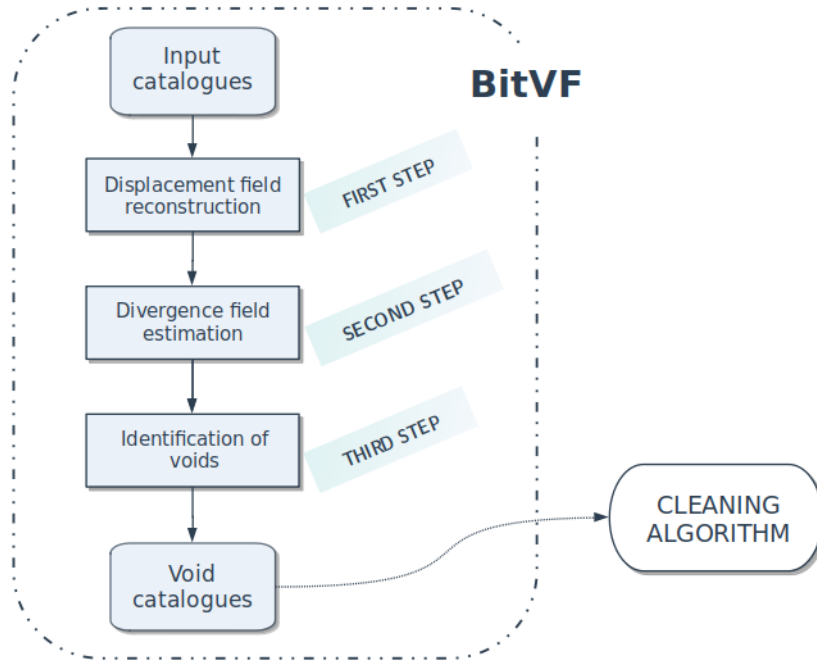 Input
catalogues
BitVF
Displacement field
reconstruction
FIRST STEP
Divergence field
estimation
SECOND STEP
Identification of
voids
THIRD STEP
CLEANING
ALGORITHM
Void
catalogues